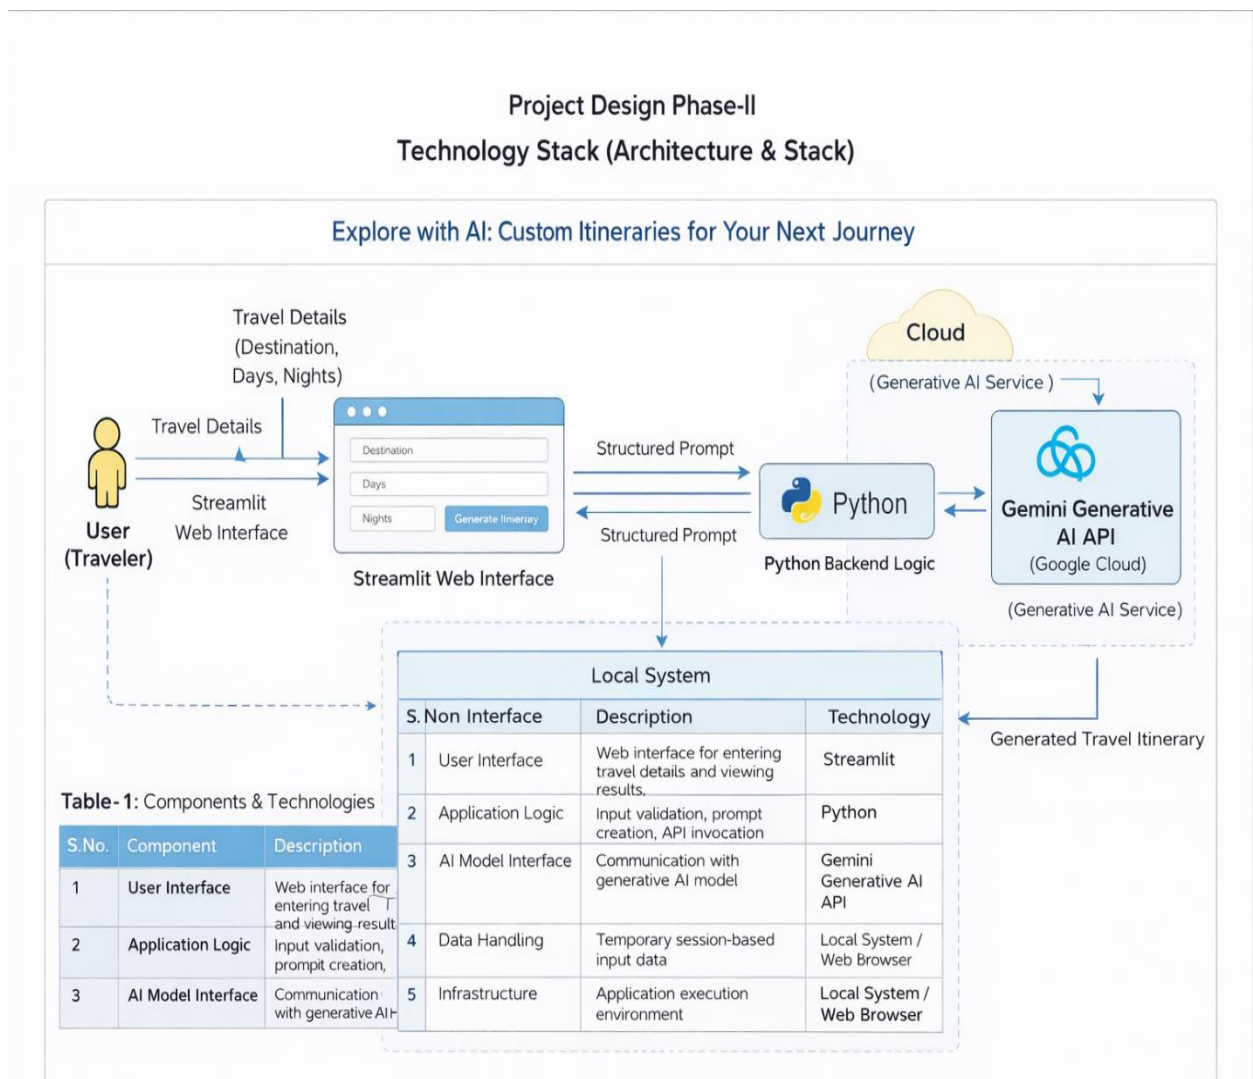 Project Design Phase-II
Technology Stack (Architecture & Stack)
Explore with AI: Custom Itineraries for Your Next Journey
Travel Details
(Destination,
Days, Nights)
Travel Details
Streamlit
Web Interface
User
(Traveler)
Destination
Days
Nights
Generate Iinieray
Streamlit Web Interface
Structured Prompt
Structured Prompt
Python
Python Backend Logic
Cloud
(Generative AI Service )
Gemini Generative
AI API
(Google Cloud)
(Generative AI Service)
Generated Travel Itinerary
Local System
S. Non Interface Description Technology
1 User Interface Web interface for entering
travel details and viewing
results,
Streamlit
2 Application Logic Input validation, prompt
creation, API invocation
Python
3 AI Model Interface Communication with
generative AI model
Gemini
Generative AI
API
4 Data Handling Temporary session-based
input data
Local System /
Web Browser
5 Infrastructure Application execution
environment
Local System /
Web Browser
Table-1: Components & Technologies
S.No. Component Description
1 User Interface Web interface for
entering travel
and viewing result
2 Application Logic Input validation,
prompit creation,
3 AI Model Interface Communication
with generative AI